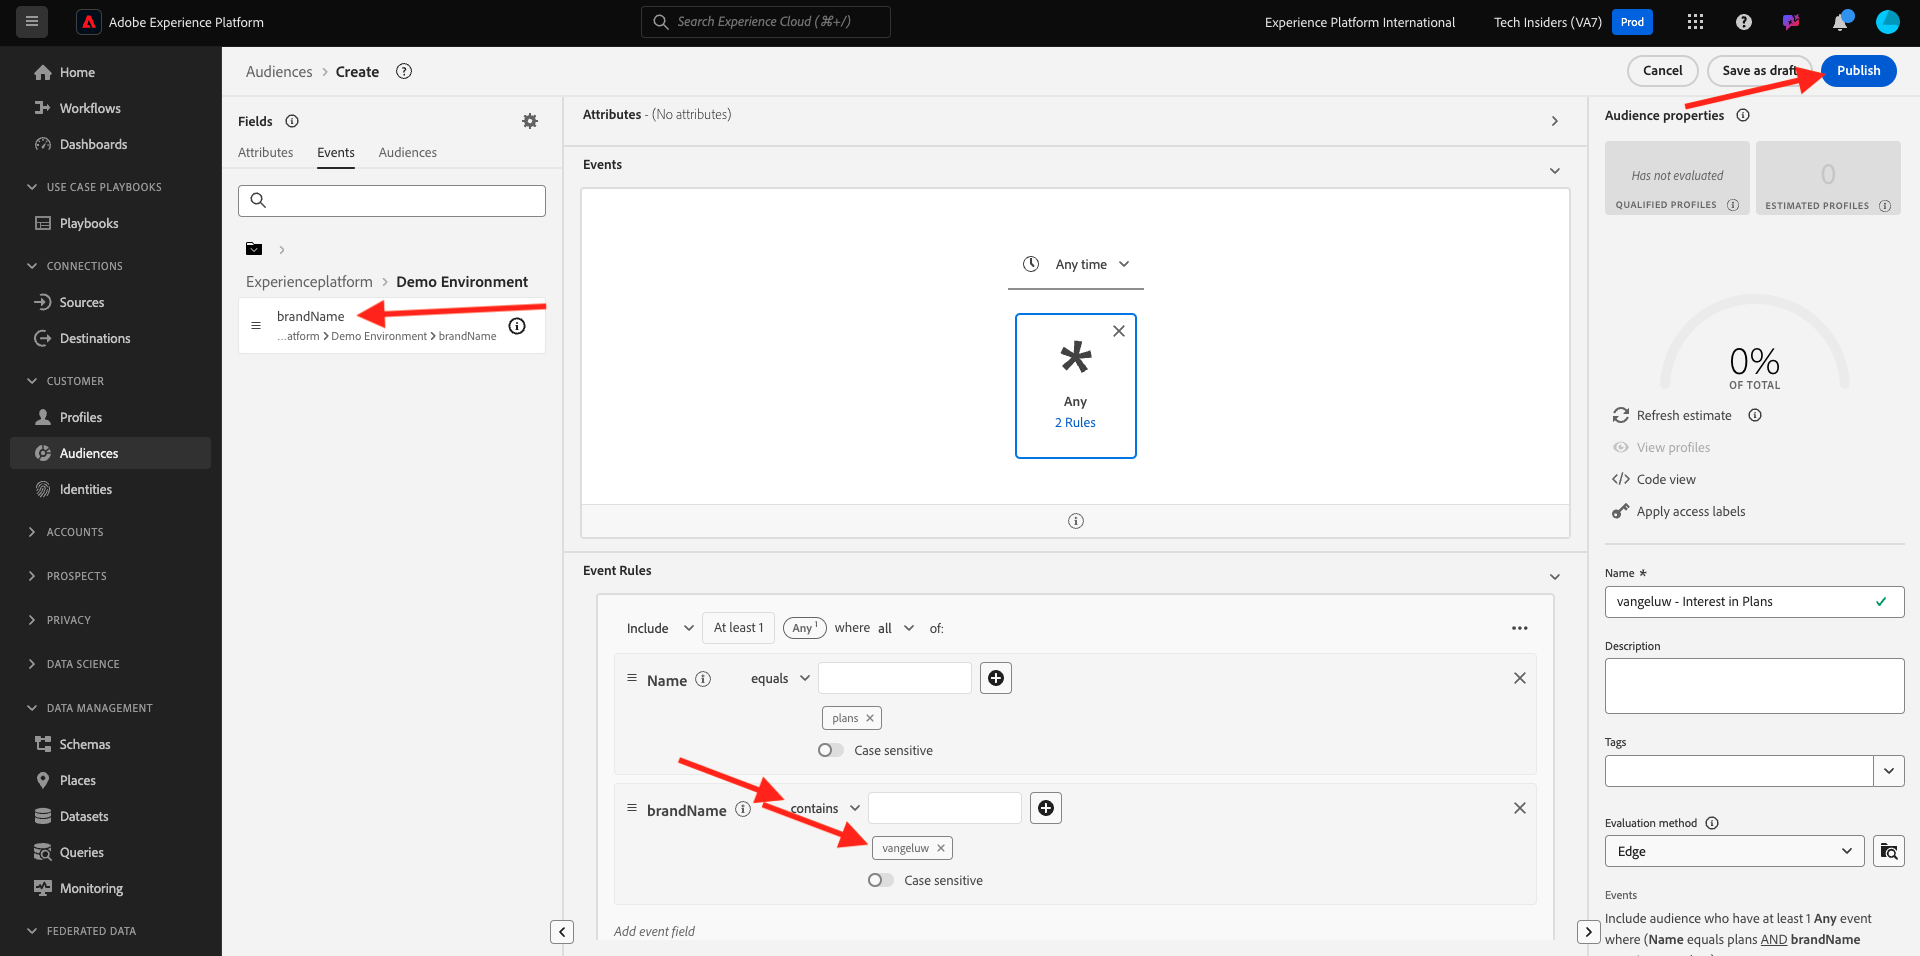 Adobe Experience Platform
Search Experience Cloud (⌘+/)
Experience Platform International
Tech Insiders (VA7)
Prod
Home
Workflows
Dashboards
USE CASE PLAYBOOKS
Playbooks
CONNECTIONS
Sources
Destinations
CUSTOMER
Profiles
Audiences
Identities
ACCOUNTS
PROSPECTS
PRIVACY
DATA SCIENCE
DATA MANAGEMENT
Schemas
Places
Datasets
Queries
Monitoring
FEDERATED DATA
Audiences > Create
Cancel
Save as draft
Publish
Fields
Attributes
Events
Audiences
Experienceplatform > Demo Environment
brandName
...atform > Demo Environment > brandName
Attributes - (No attributes)
Events
Any time
Any
2 Rules
Event Rules
Include At least 1 Any 1 where all of:
Name equals
plans
Case sensitive
brandName contains
vangeluw
Case sensitive
Add event field
Audience properties
Has not evaluated
QUALIFIED PROFILES
0
ESTIMATED PROFILES
0%
OF TOTAL
Refresh estimate
View profiles
Code view
Apply access labels
Name *
vangeluw - Interest in Plans
Description
Tags
Evaluation method
Edge
Events
Include audience who have at least 1 Any event
where (Name equals plans AND brandName